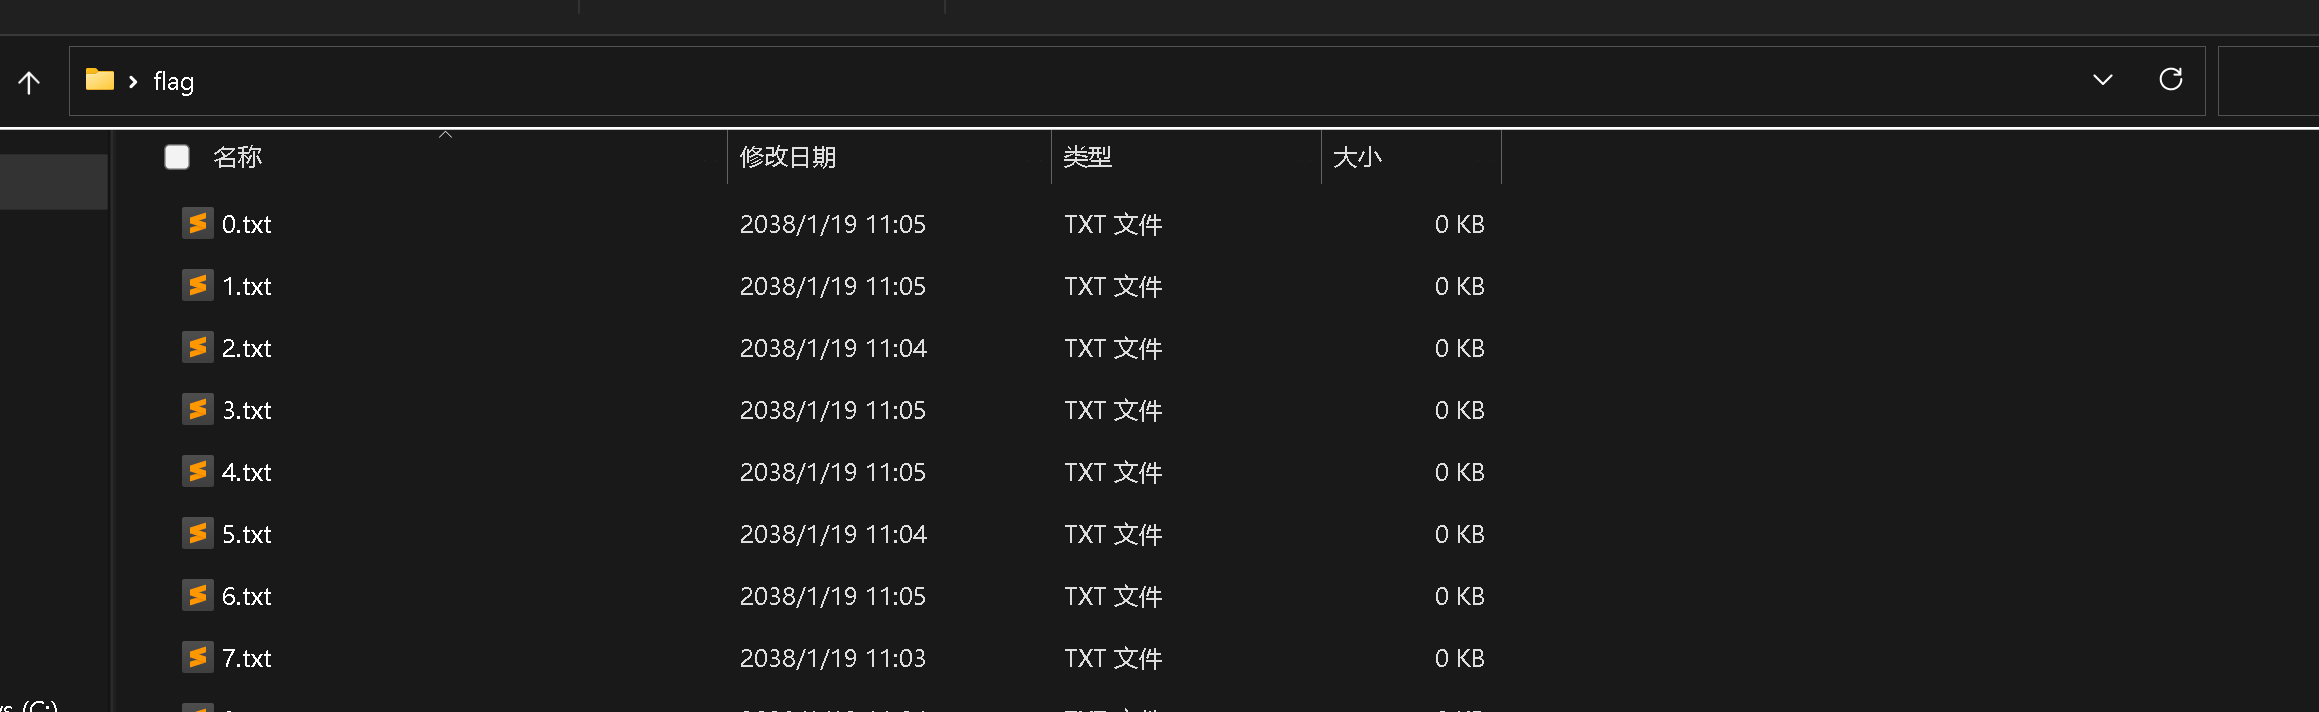 flag
名称 修改日期 类型 大小
0.txt 2038/1/19 11:05 TXT 文件 0 KB
1.txt 2038/1/19 11:05 TXT 文件 0 KB
2.txt 2038/1/19 11:04 TXT 文件 0 KB
3.txt 2038/1/19 11:05 TXT 文件 0 KB
4.txt 2038/1/19 11:05 TXT 文件 0 KB
5.txt 2038/1/19 11:04 TXT 文件 0 KB
6.txt 2038/1/19 11:05 TXT 文件 0 KB
7.txt 2038/1/19 11:03 TXT 文件 0 KB
(C:)